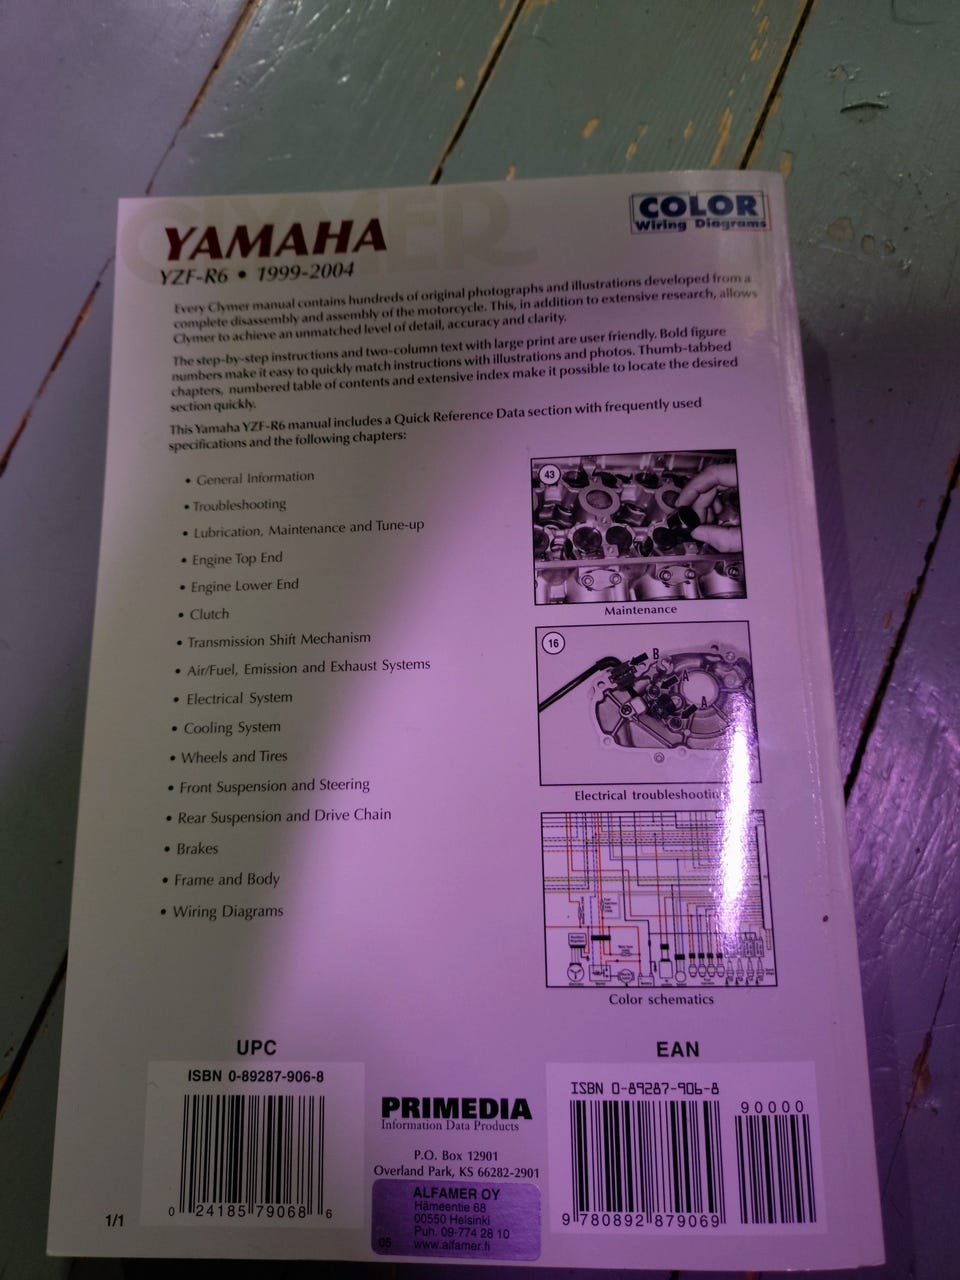 CLYMER
YAMAHA
COLOR
Wiring Diagrams
YZF-R6 • 1999-2004
Every Clymer manual contains hundreds of original photographs and illustrations developed from a
complete disassembly and assembly of the motorcycle. This, in addition to extensive research, allows
Clymer to achieve an unmatched level of detail, accuracy and clarity.
The step-by-step instructions and two-column text with large print are user friendly. Bold figure
numbers make it easy to quickly match instructions with illustrations and photos. Thumb-tabbed
chapters, numbered table of contents and extensive index make it possible to locate the desired
section quickly.
This Yamaha YZF-R6 manual includes a Quick Reference Data section with frequently used
specifications and the following chapters:
• General Information
• Troubleshooting
• Lubrication, Maintenance and Tune-up
• Engine Top End
• Engine Lower End
• Clutch
• Transmission Shift Mechanism
• Air/Fuel, Emission and Exhaust Systems
• Electrical System
• Cooling System
• Wheels and Tires
• Front Suspension and Steering
• Rear Suspension and Drive Chain
• Brakes
• Frame and Body
• Wiring Diagrams
43
Maintenance
16
B
A
A
Electrical troubleshooting
Color schematics
UPC
ISBN 0-89287-906-8
0 24185 79068 6
1/1
PRIMEDIA
Information Data Products
P.O. Box 12901
Overland Park, KS 66282-2901
ALFAMER OY
Hämeentie 68
00550 Helsinki
Puh. 09-774 28 10
05 www.alfamer.fi
EAN
ISBN 0-89287-906-8
90000
9 780892 879069